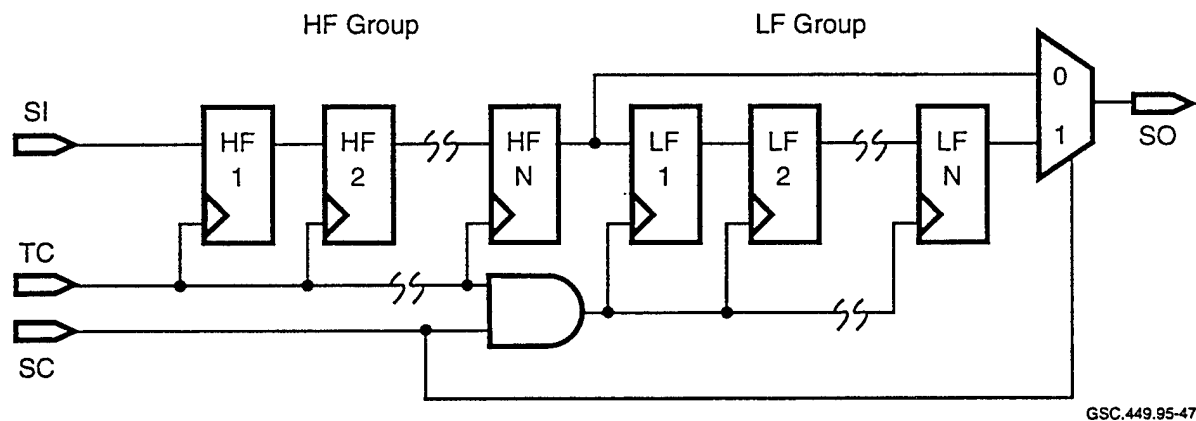 HF Group
LF Group
SI
HF
1
HF
2
HF
N
LF
1
LF
2
LF
N
0
1
SO
TC
SC
GSC.449.95-47